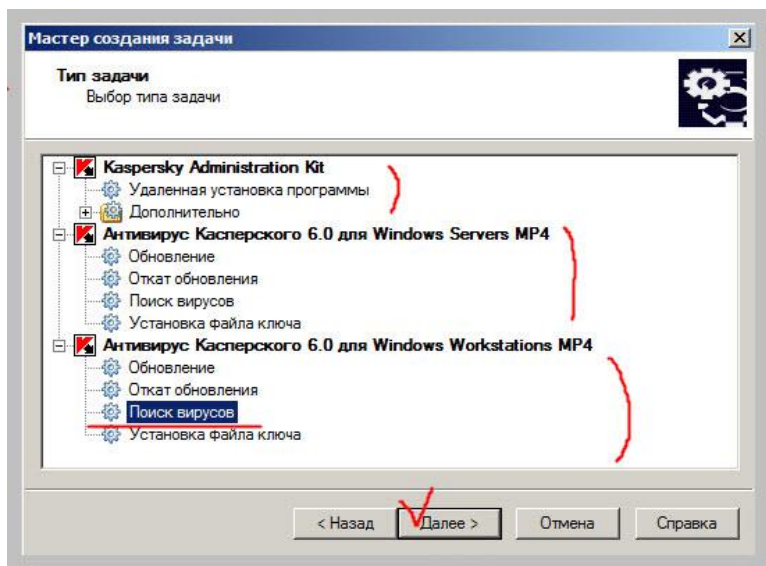 Мастер создания задачи
Тип задачи
Выбор типа задачи
Kaspersky Administration Kit
Удаленная установка программы
Дополнительно
Антивирус Касперского 6.0 для Windows Servers MP4
Обновление
Откат обновления
Поиск вирусов
Установка файла ключа
Антивирус Касперского 6.0 для Windows Workstations MP4
Обновление
Откат обновления
Поиск вирусов
Установка файла ключа
< Назад Далее > Отмена Справка